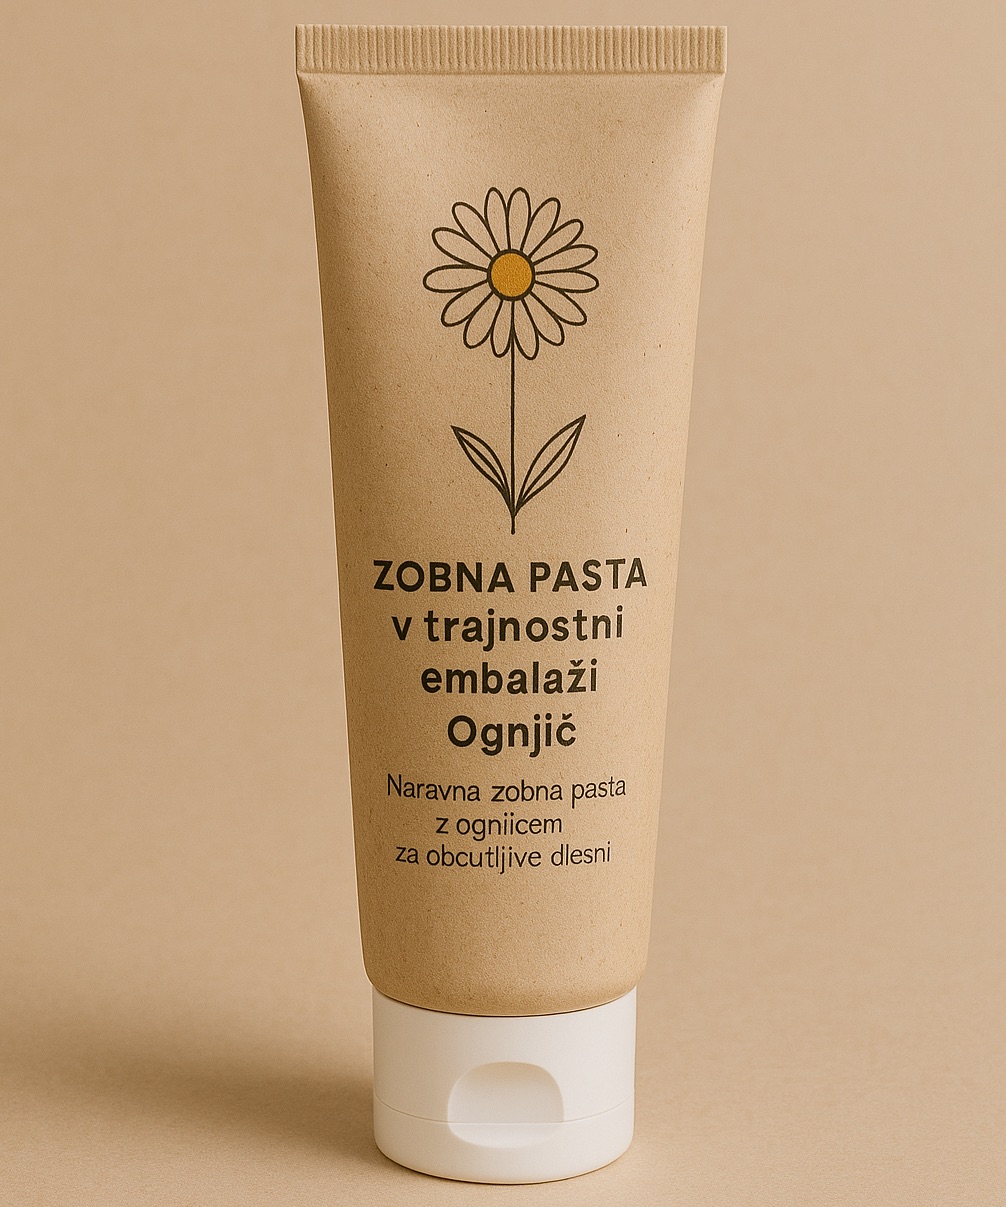 ZOBNA PASTA
v trajnostni
embalaži
Ognjič
Naravna zobna pasta
z ogniicem
za obcutljive dlesni